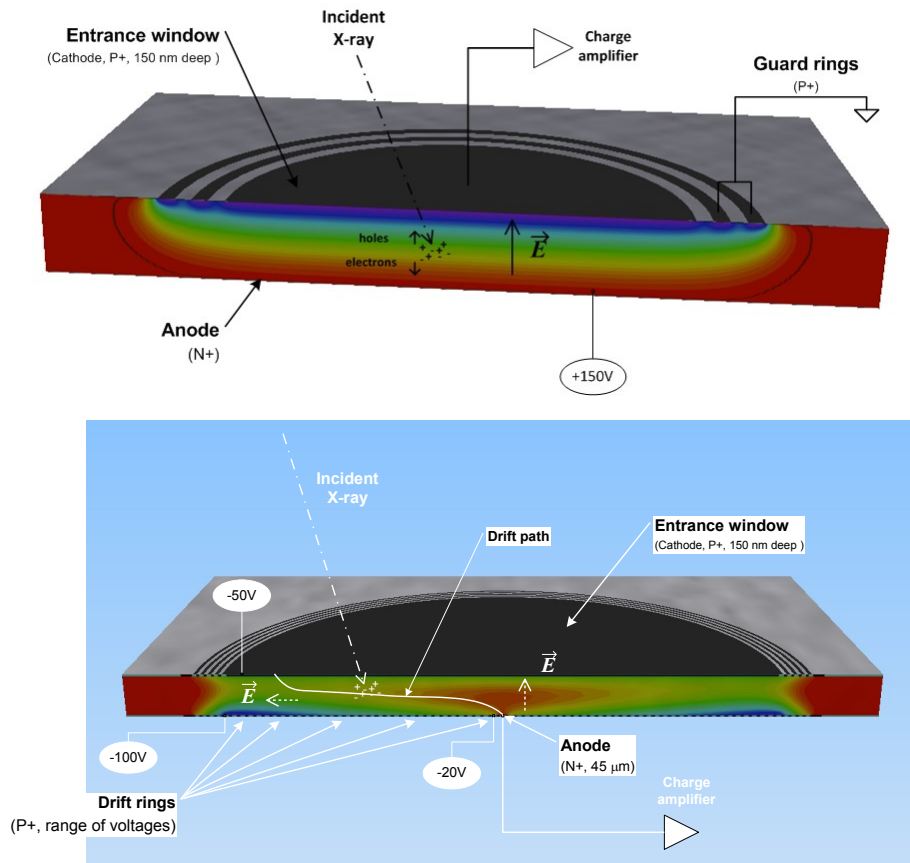 Incident
X-ray
Entrance window
(Cathode, P+, 150 nm deep )
Charge
amplifier
Guard rings
(P+)
holes
+ + + +
- - - -
electrons
E
Anode
(N+)
+150V
Incident
X-ray
Drift path
Entrance window
(Cathode, P+, 150 nm deep )
-50V
E
+ + + +
- - - -
E
-100V
-20V
Anode
(N+, 45 μm)
Drift rings
(P+, range of voltages)
Charge
amplifier